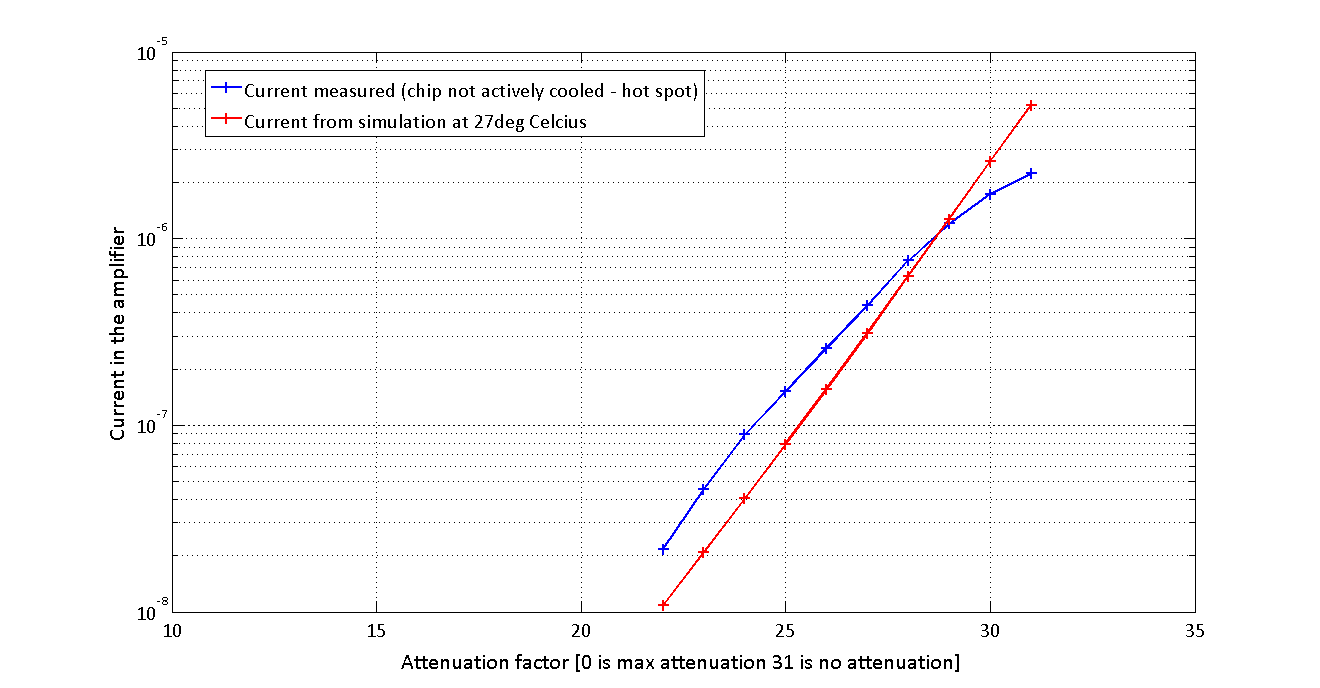 10^-5
Current measured (chip not actively cooled - hot spot)
Current from simulation at 27deg Celcius
10^-6
Current in the amplifier
10^-7
10^-8
10 15 20 25 30 35
Attenuation factor [0 is max attenuation 31 is no attenuation]